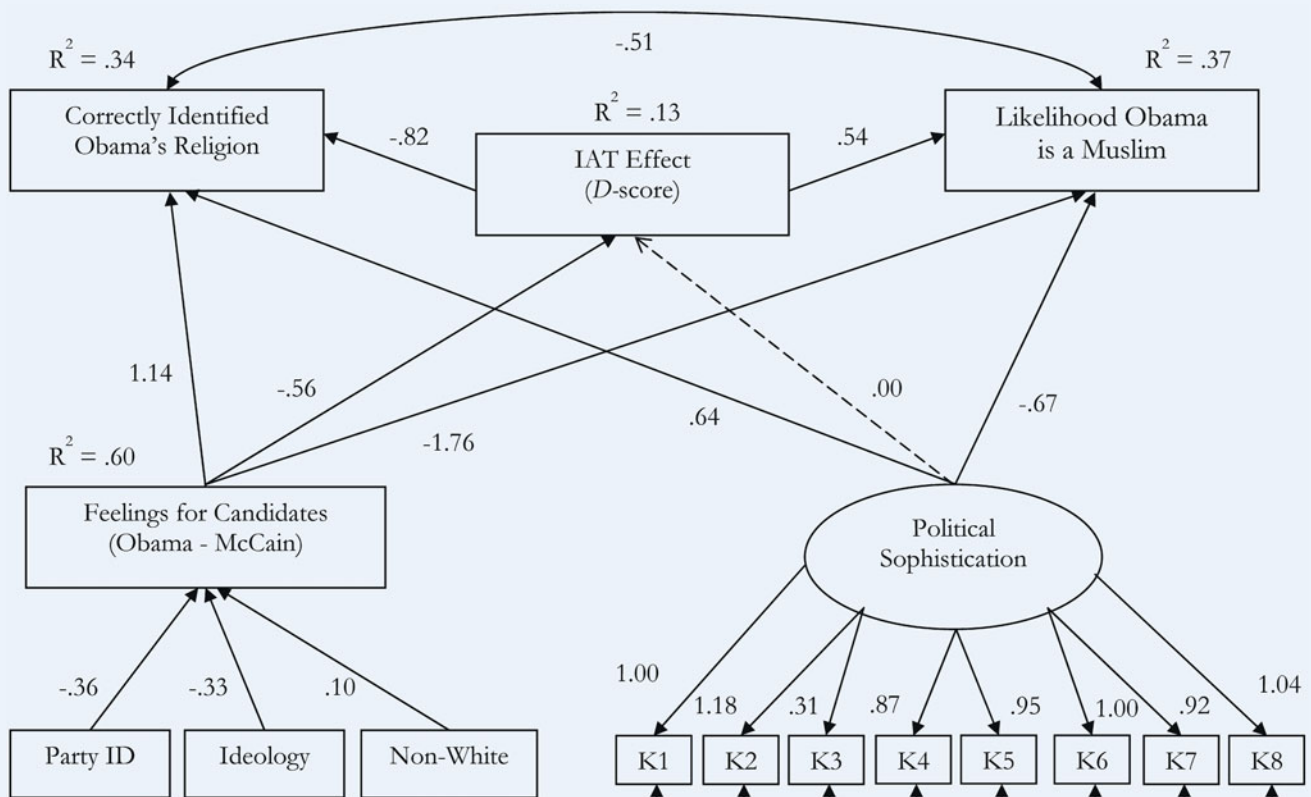 -.51
R² = .34
R² = .37
Correctly Identified
Obama's Religion
R² = .13
Likelihood Obama
is a Muslim
-.82
IAT Effect
(D-score)
.54
1.14
-.56
-1.76
.64
.00
-.67
R² = .60
Feelings for Candidates
(Obama - McCain)
Political
Sophistication
-.36
-.33
.10
1.00
1.18
.31
.87
.95
1.00
.92
1.04
Party ID
Ideology
Non-White
K1
K2
K3
K4
K5
K6
K7
K8